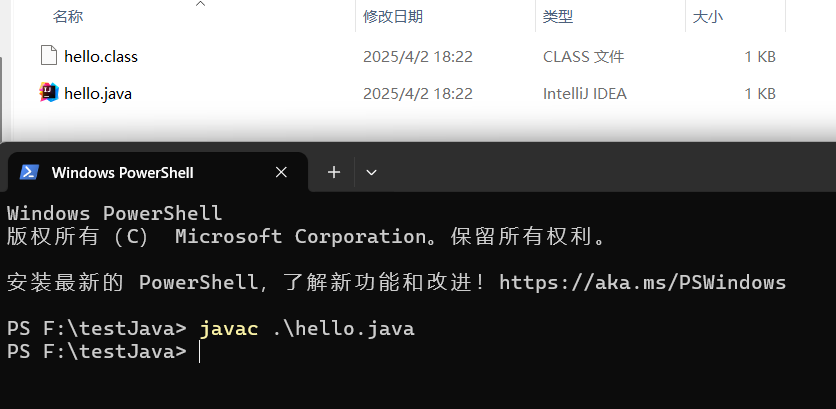 名称 修改日期 类型 大小
hello.class 2025/4/2 18:22 CLASS 文件 1 KB
hello.java 2025/4/2 18:22 IntelliJ IDEA 1 KB
Windows PowerShell
Windows PowerShell
版权所有 (C) Microsoft Corporation。保留所有权利。
安装最新的 PowerShell，了解新功能和改进！https://aka.ms/PSWindows
PS F:\testJava> javac .\hello.java
PS F:\testJava>